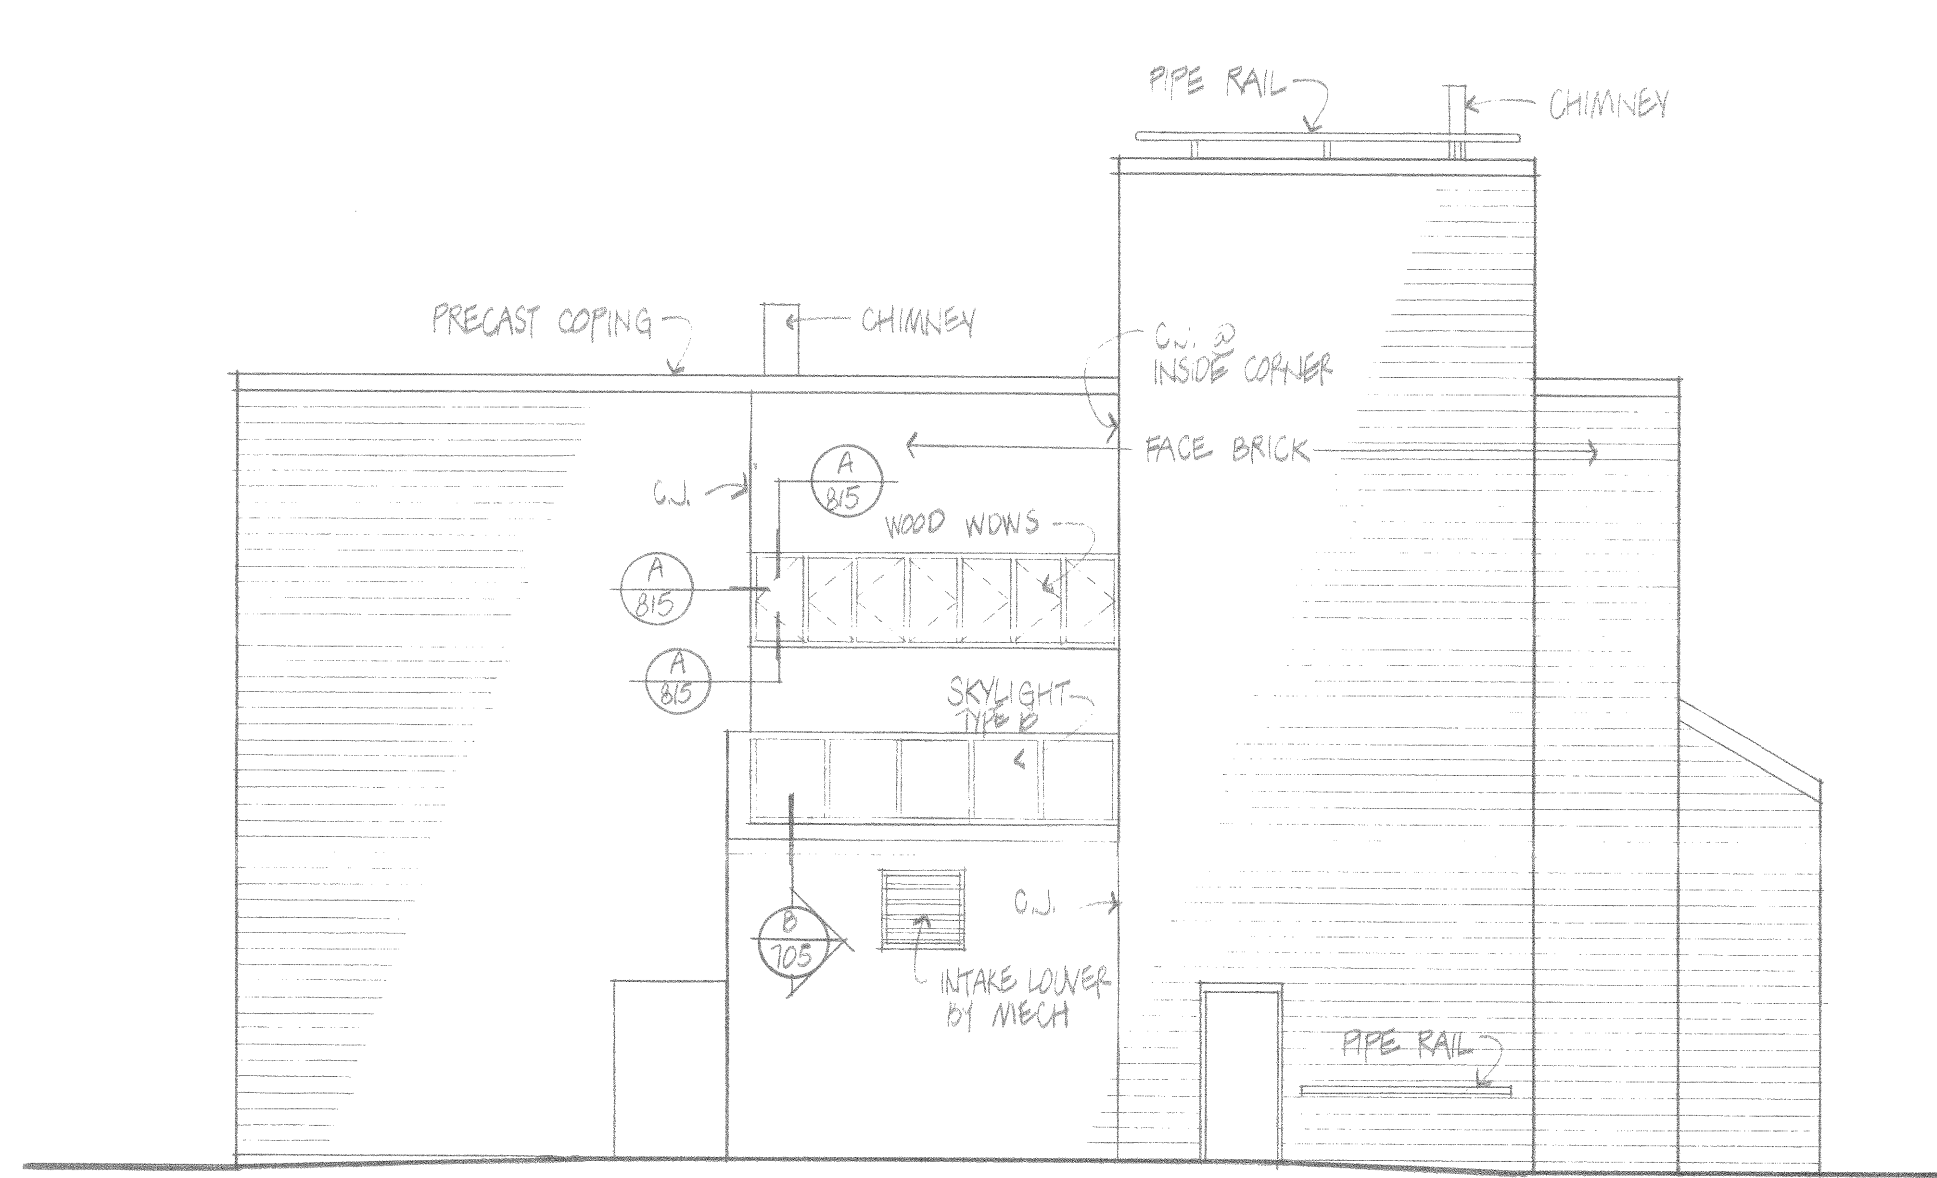 PIPE RAIL
CHIMNEY
PRECAST COPING
CHIMNEY
C.J. @
INSIDE CORNER
FACE BRICK
A
815
C.J.
WOOD WDWS
A
815
A
815
SKYLIGHT
TYPE B
B
705
C.J.
INTAKE LOUVER
BY MECH
PIPE RAIL